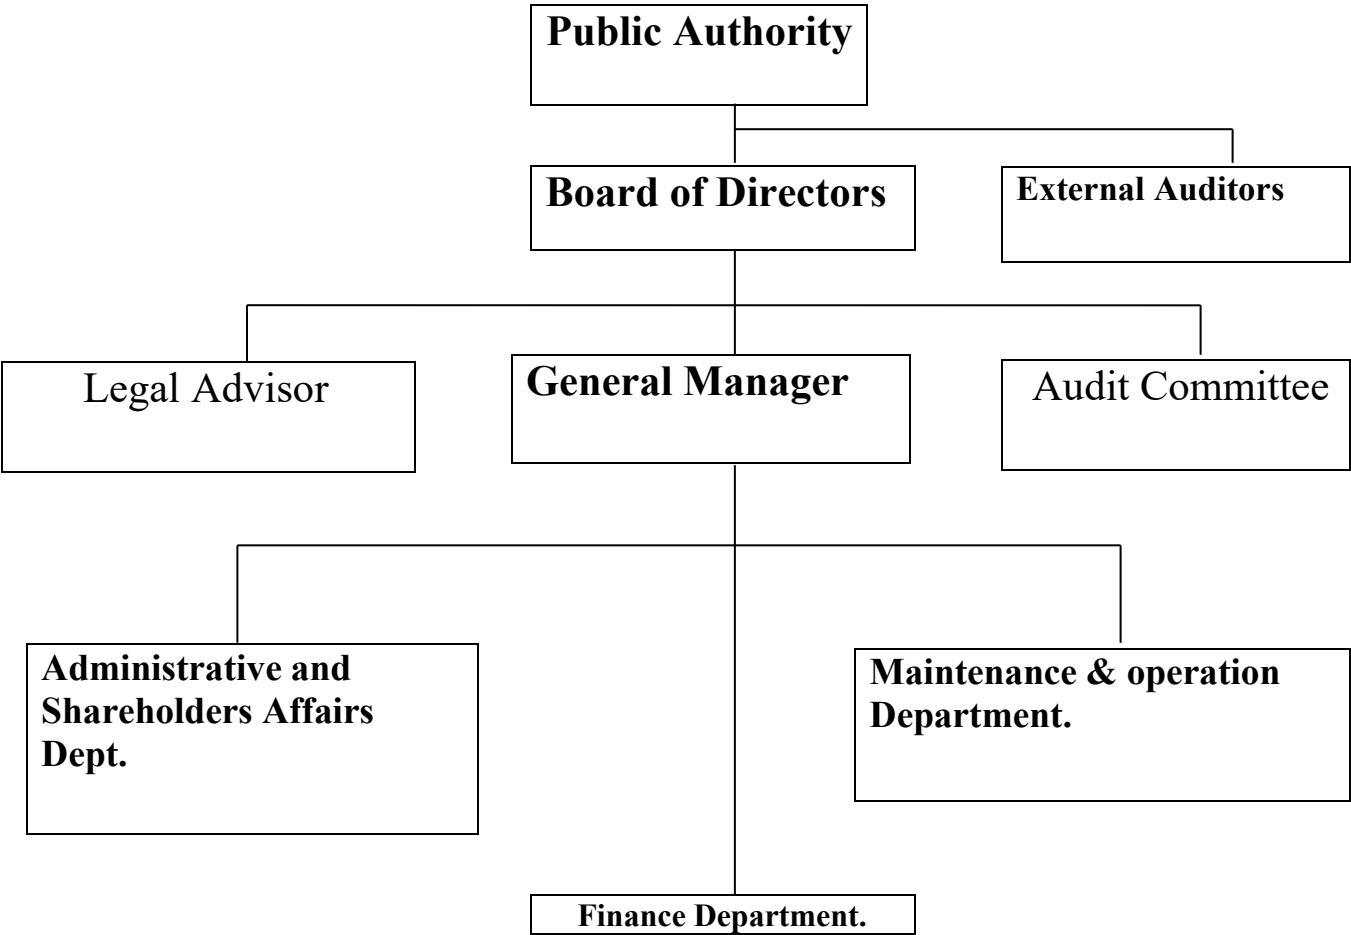 Public Authority
Board of Directors
External Auditors
Legal Advisor
General Manager
Audit Committee
Administrative and
Shareholders Affairs
Dept.
Maintenance & operation
Department.
Finance Department.